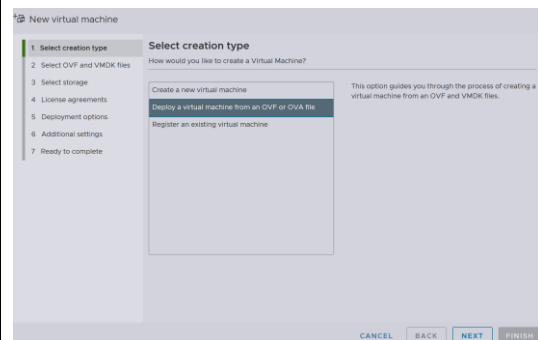 New virtual machine
1 Select creation type
2 Select OVF and VMDK files
3 Select storage
4 License agreements
5 Deployment options
6 Additional settings
7 Ready to complete
Select creation type
How would you like to create a Virtual Machine?
Create a new virtual machine
Deploy a virtual machine from an OVF or OVA file
Register an existing virtual machine
This option guides you through the process of creating a
virtual machine from an OVF and VMDK files.
CANCEL BACK NEXT FINISH